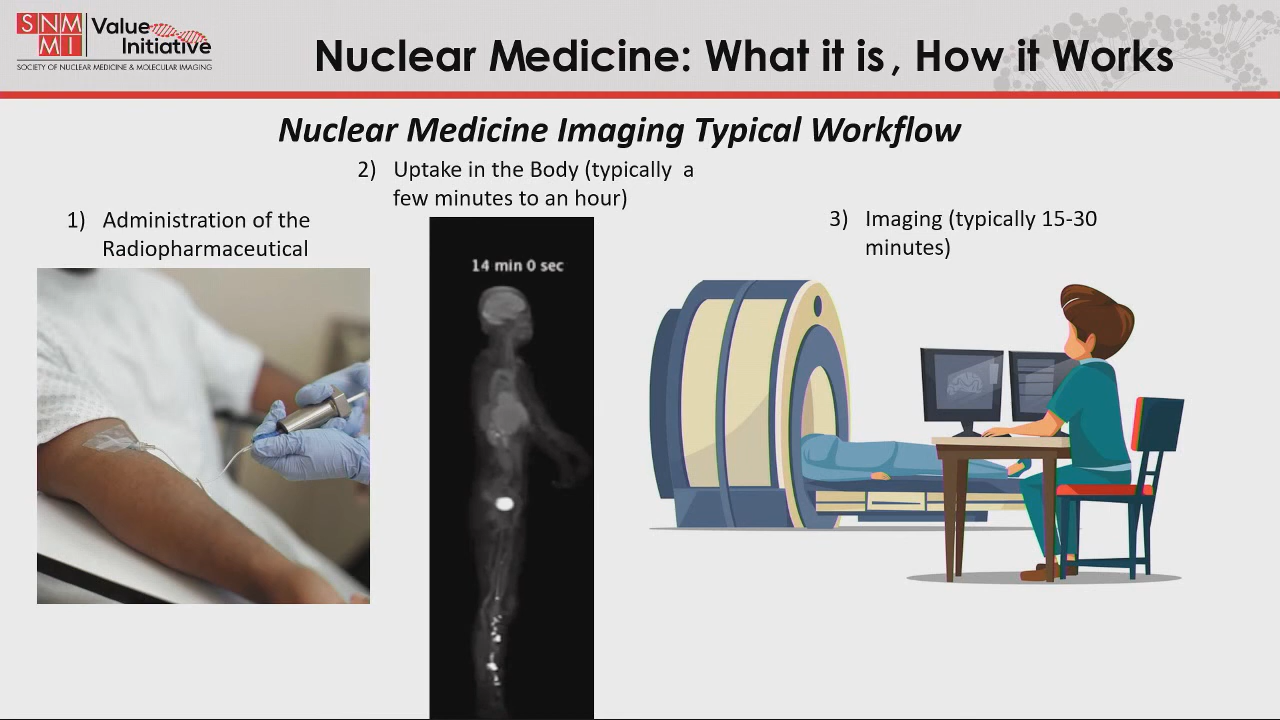 SNM
MI
Value
Initiative
SOCIETY OF NUCLEAR MEDICINE & MOLECULAR IMAGING
Nuclear Medicine: What it is, How it Works
Nuclear Medicine Imaging Typical Workflow
1) Administration of the
Radiopharmaceutical
2) Uptake in the Body (typically a
few minutes to an hour)
14 min 0 sec
3) Imaging (typically 15-30
minutes)